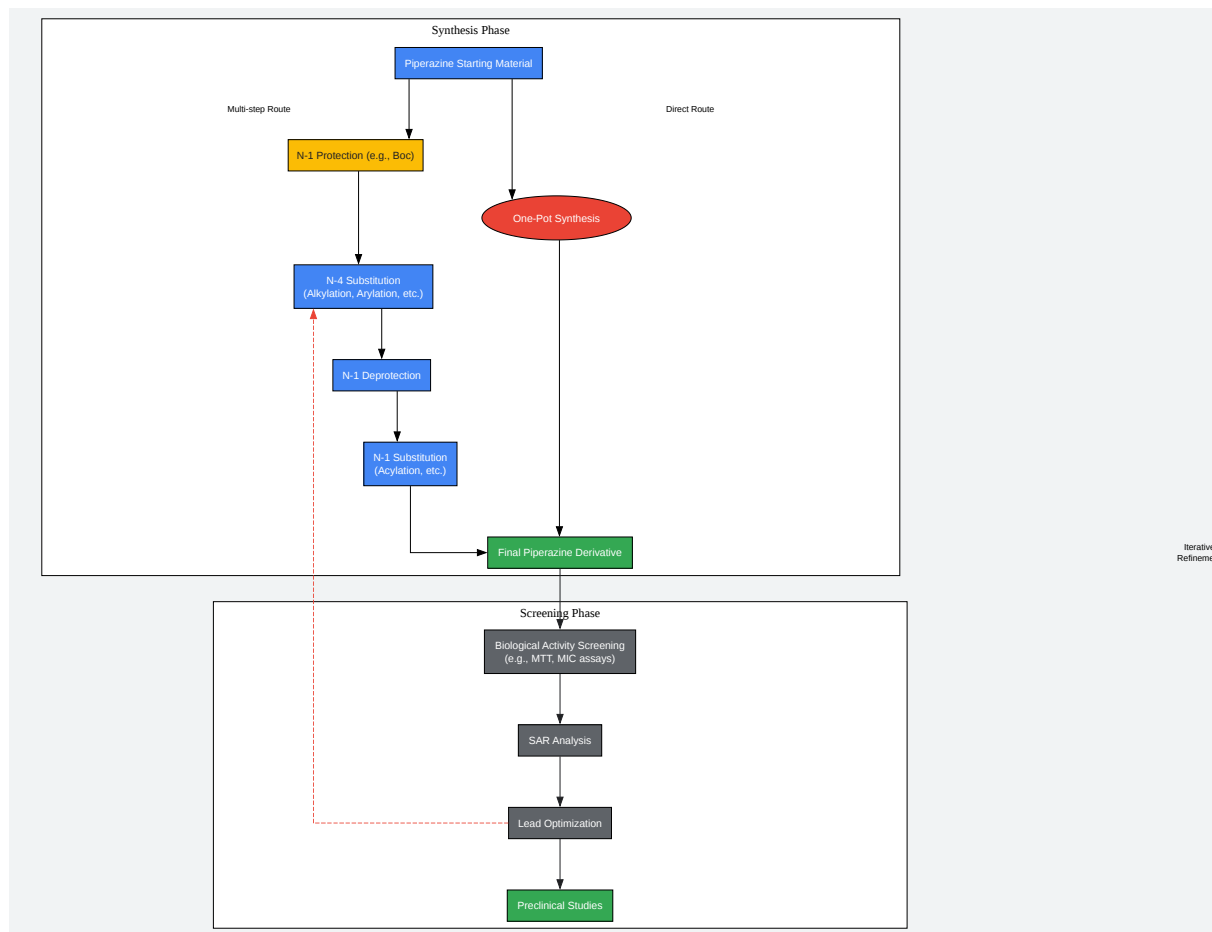 Synthesis Phase
Piperazine Starting Material
Multi-step Route
Direct Route
N-1 Protection (e.g., Boc)
One-Pot Synthesis
N-4 Substitution
(Alkylation, Arylation, etc.)
N-1 Deprotection
N-1 Substitution
(Acylation, etc.)
Final Piperazine Derivative
Iterative
Refineme
Screening Phase
Biological Activity Screening
(e.g., MTT, MIC assays)
SAR Analysis
Lead Optimization
Preclinical Studies